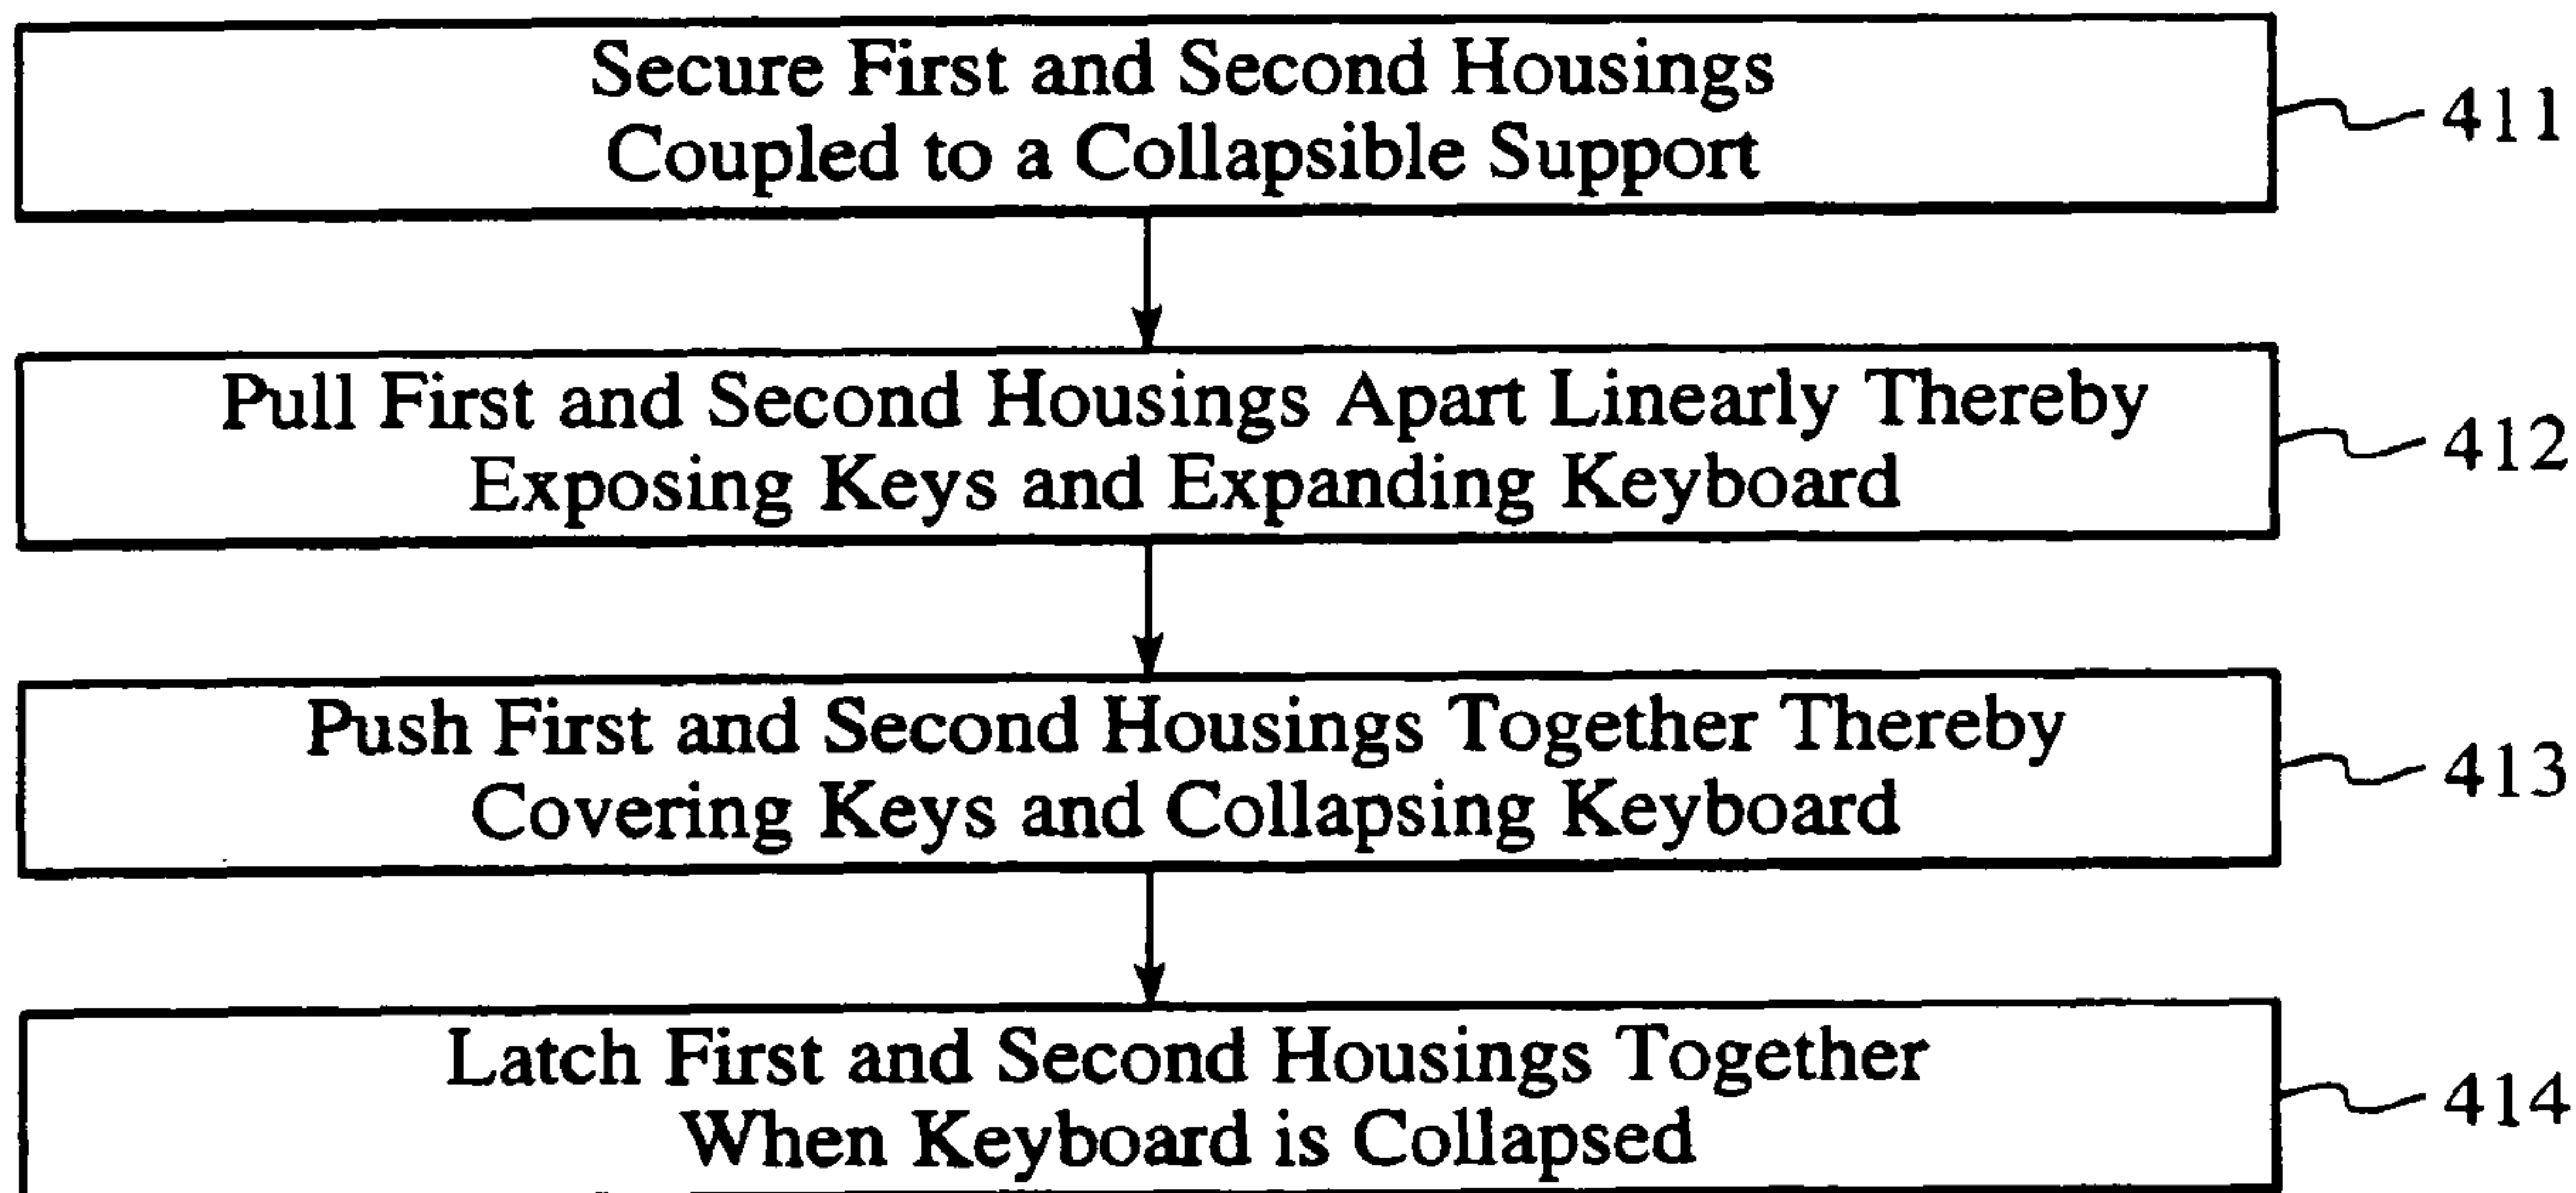 Secure First and Second Housings
Coupled to a Collapsible Support
411
Pull First and Second Housings Apart Linearly Thereby
Exposing Keys and Expanding Keyboard
412
Push First and Second Housings Together Thereby
Covering Keys and Collapsing Keyboard
413
Latch First and Second Housings Together
When Keyboard is Collapsed
414